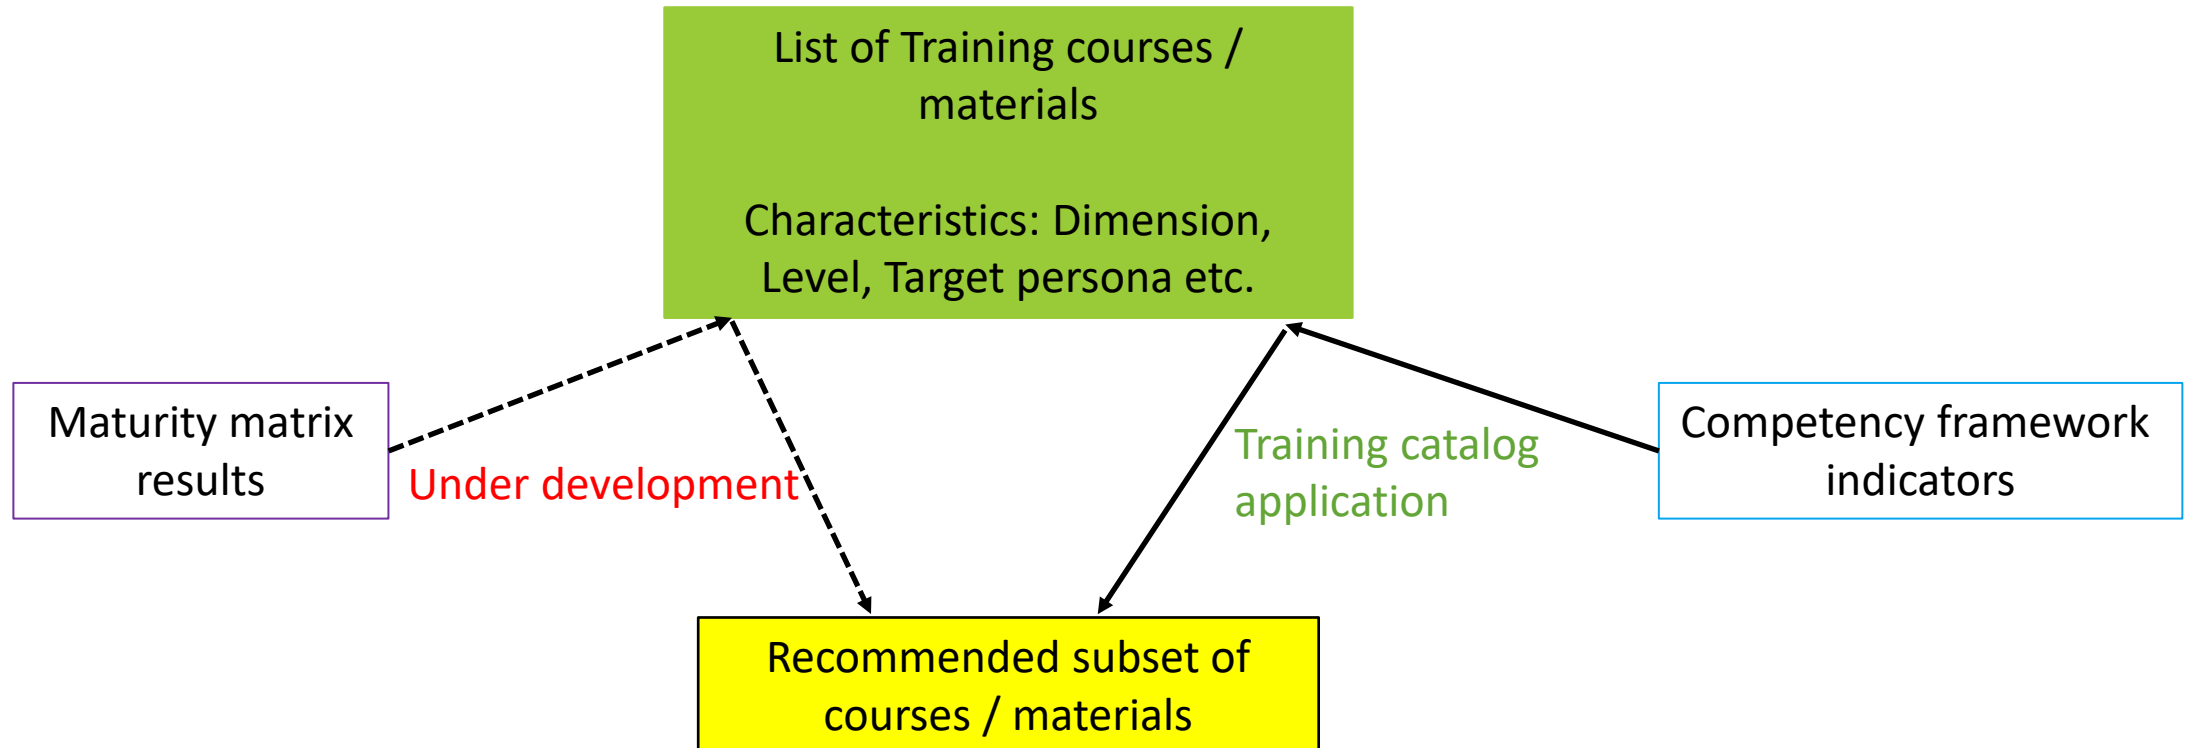 List of Training courses /
materials
Characteristics: Dimension,
Level, Target persona etc.
Maturity matrix
results
Under development
Training catalog
application
Competency framework
indicators
Recommended subset of
courses / materials